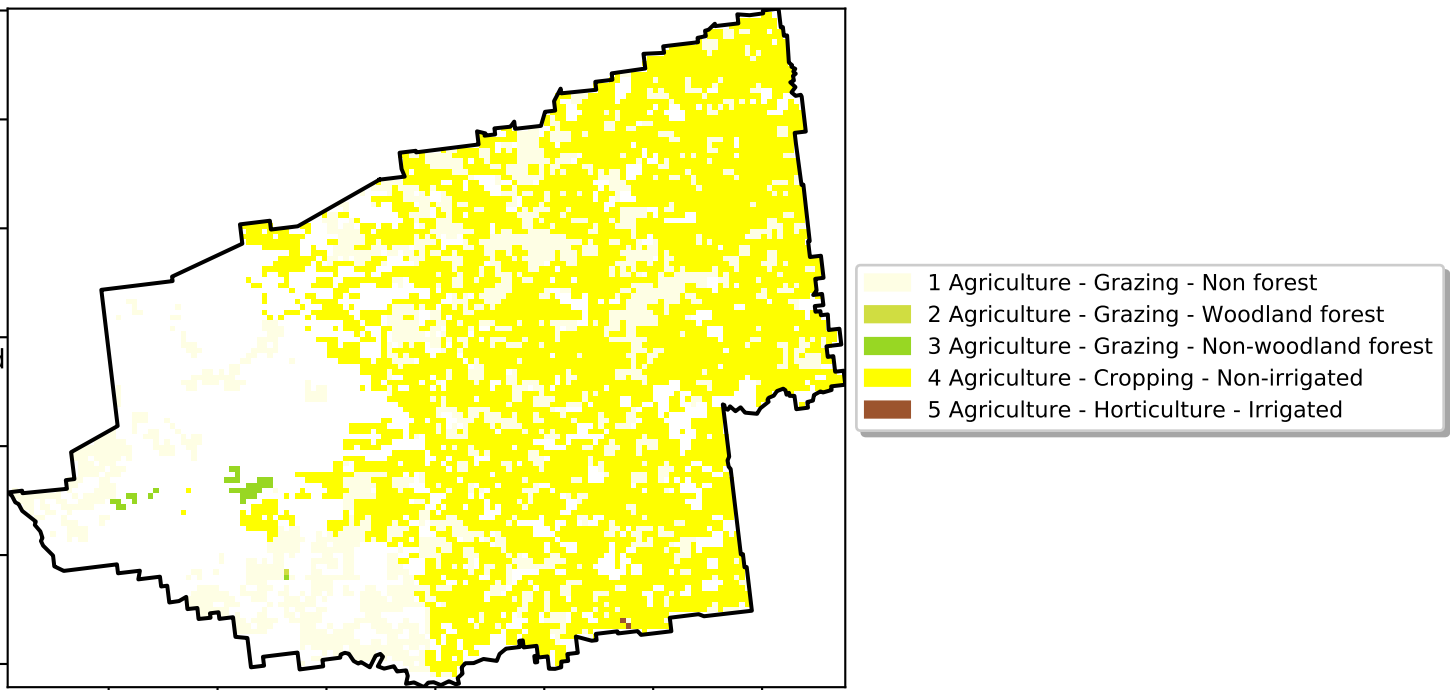 1 Agriculture - Grazing - Non forest
2 Agriculture - Grazing - Woodland forest
3 Agriculture - Grazing - Non-woodland forest
4 Agriculture - Cropping - Non-irrigated
5 Agriculture - Horticulture - Irrigated